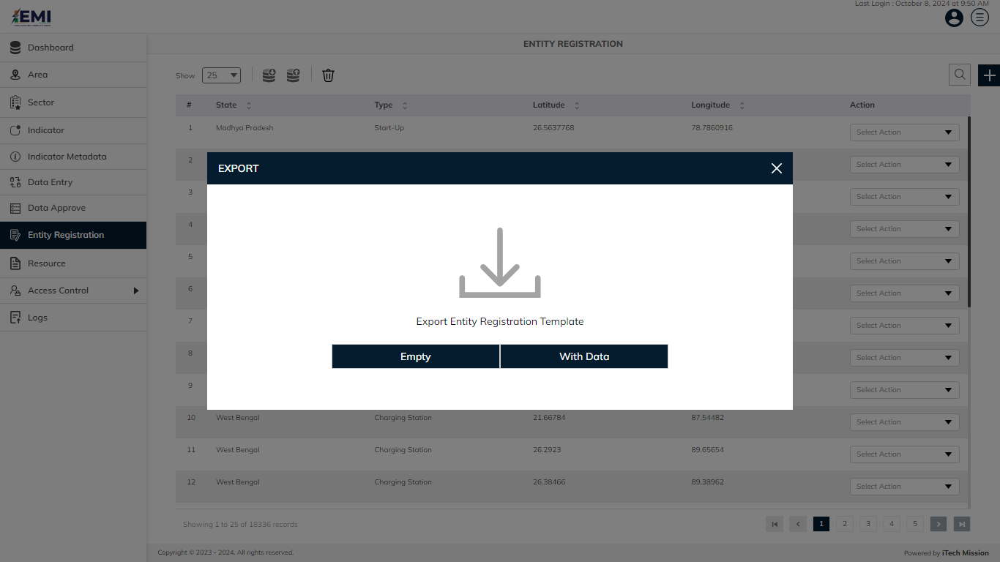 Last Login : October 8, 2024 at 9:50 AM
EMI
ENTITY REGISTRATION
Dashboard
Area
Sector
Indicator
Indicator Metadata
Data Entry
Data Approve
Entity Registration
Resource
Access Control
Logs
Show 25
# State Type Latitude Longitude Action
1 Madhya Pradesh Start-Up 26.5637768 78.7860916 Select Action
2 Select Action
3 Select Action
4 Select Action
5 Select Action
6 Select Action
7 Select Action
8 Select Action
9 Select Action
EXPORT
Export Entity Registration Template
Empty With Data
10 West Bengal Charging Station 21.66784 87.54482 Select Action
11 West Bengal Charging Station 26.2923 89.65654 Select Action
12 West Bengal Charging Station 26.38466 89.38962 Select Action
Showing 1 to 25 of 18336 records
1 2 3 4 5
Copyright © 2023 - 2024. All rights reserved.
Powered by iTech Mission